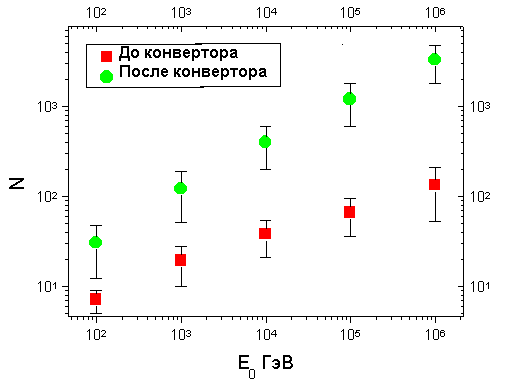 10² 10³ 10⁴ 10⁵ 10⁶
До конвертора
После конвертора
10³ 10³
N
10² 10²
10¹ 10¹
10² 10³ 10⁴ 10⁵ 10⁶
E₀ ГэВ